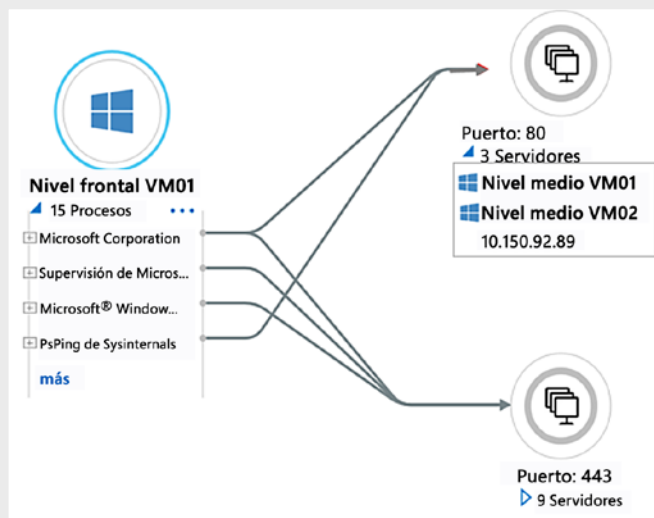 Nivel frontal VM01
15 Procesos
Microsoft Corporation
Supervisión de Micros...
Microsoft® Window...
PsPing de Sysinternals
más
Puerto: 80
3 Servidores
Nivel medio VM01
Nivel medio VM02
10.150.92.89
Puerto: 443
9 Servidores